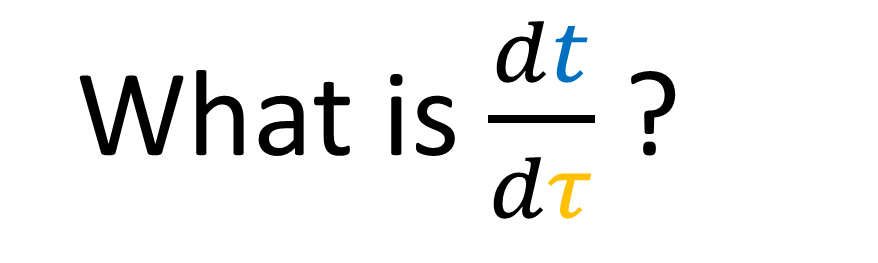 What is dt/dτ ?